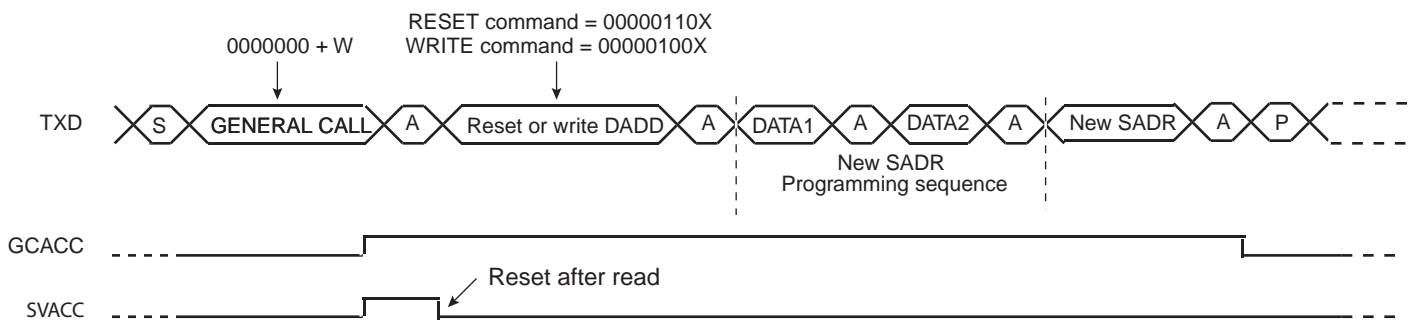 RESET command = 00000110X
0000000 + W
WRITE command = 00000100X
TXD S GENERAL CALL A Reset or write DADD A DATA1 A DATA2 A New SADR A P
New SADR
Programming sequence
GCACC
Reset after read
SVACC